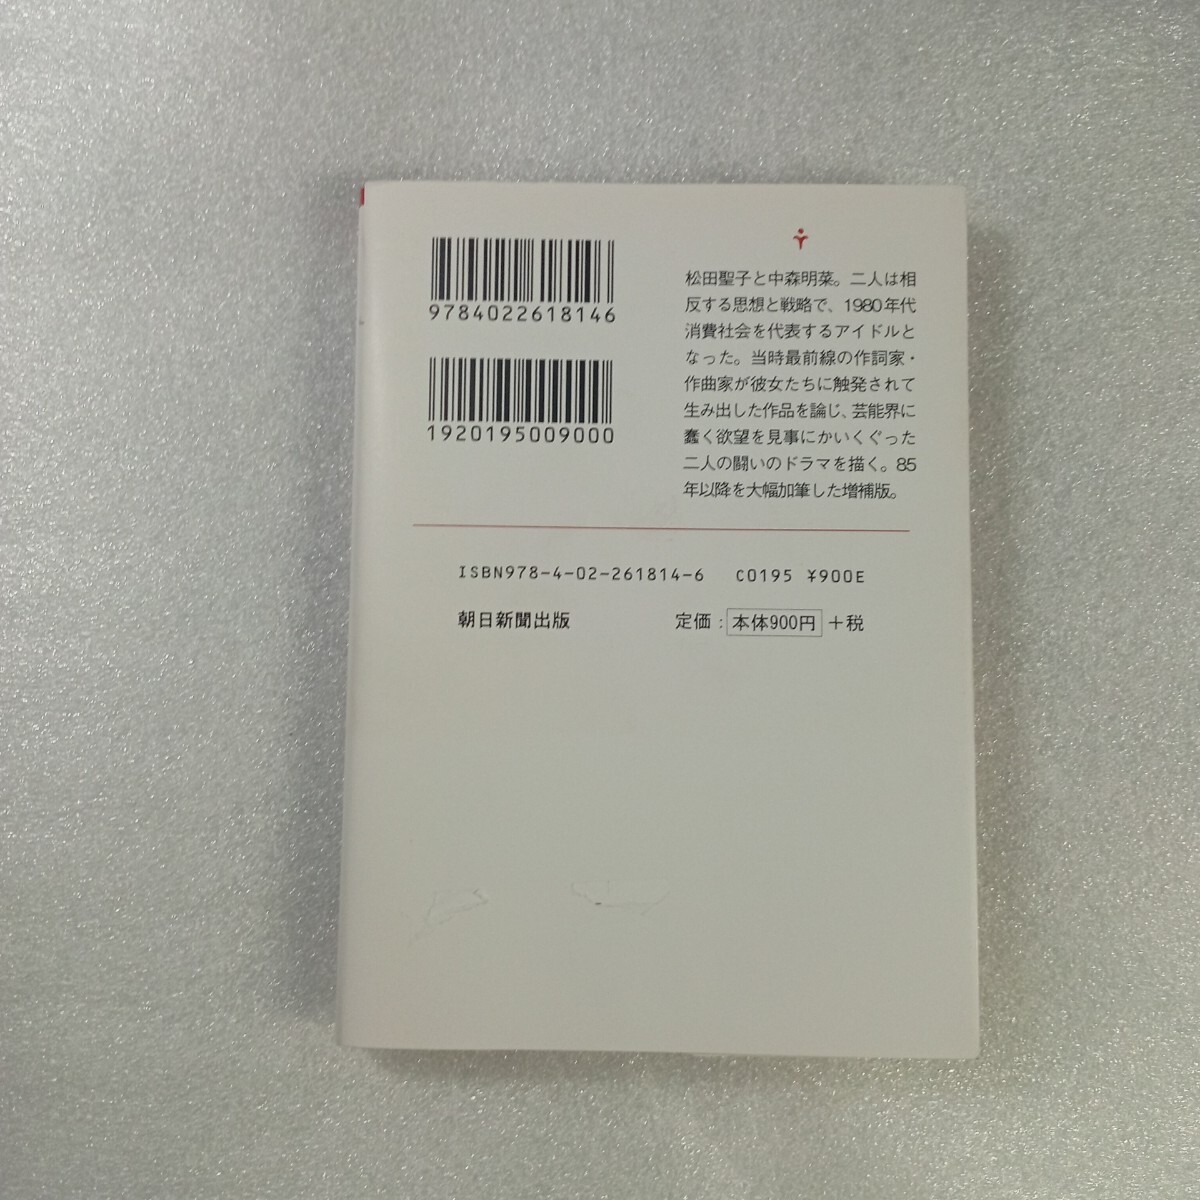 9784022618146
1920195009000
松田聖子と中森明菜。二人は相
反する思想と戦略で、1980年代
消費社会を代表するアイドルと
なった。当時最前線の作詞家・
作曲家が彼女たちに触発されて
生み出した作品を論じ、芸能界に
蠢く欲望を見事にかいくぐった
二人の闘いのドラマを描く。85
年以降を大幅加筆した増補版。
ISBN978-4-02-261814-6 C0195 ¥900E
朝日新聞出版 定価：本体900円＋税